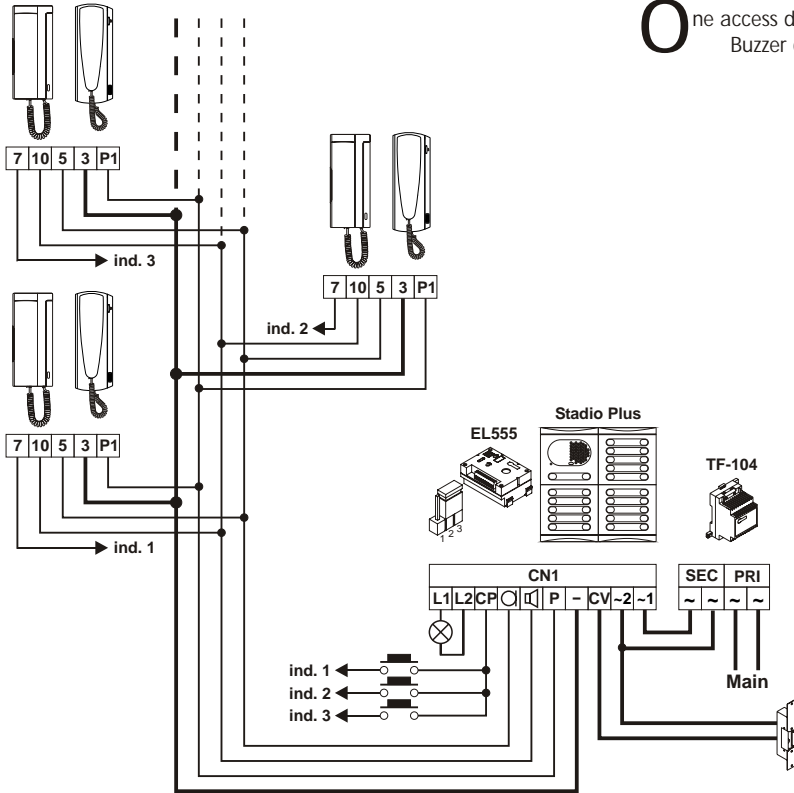 One access d
Buzzer
7 10 5 3 P1
ind. 3
7 10 5 3 P1
ind. 2
7 10 5 3 P1
ind. 1
Stadio Plus
EL555
TF-104
1 2 3
CN1
L1 L2 CP P – CV ~2 ~1
SEC PRI
~ ~ ~ ~
ind. 1
ind. 2
ind. 3
Main